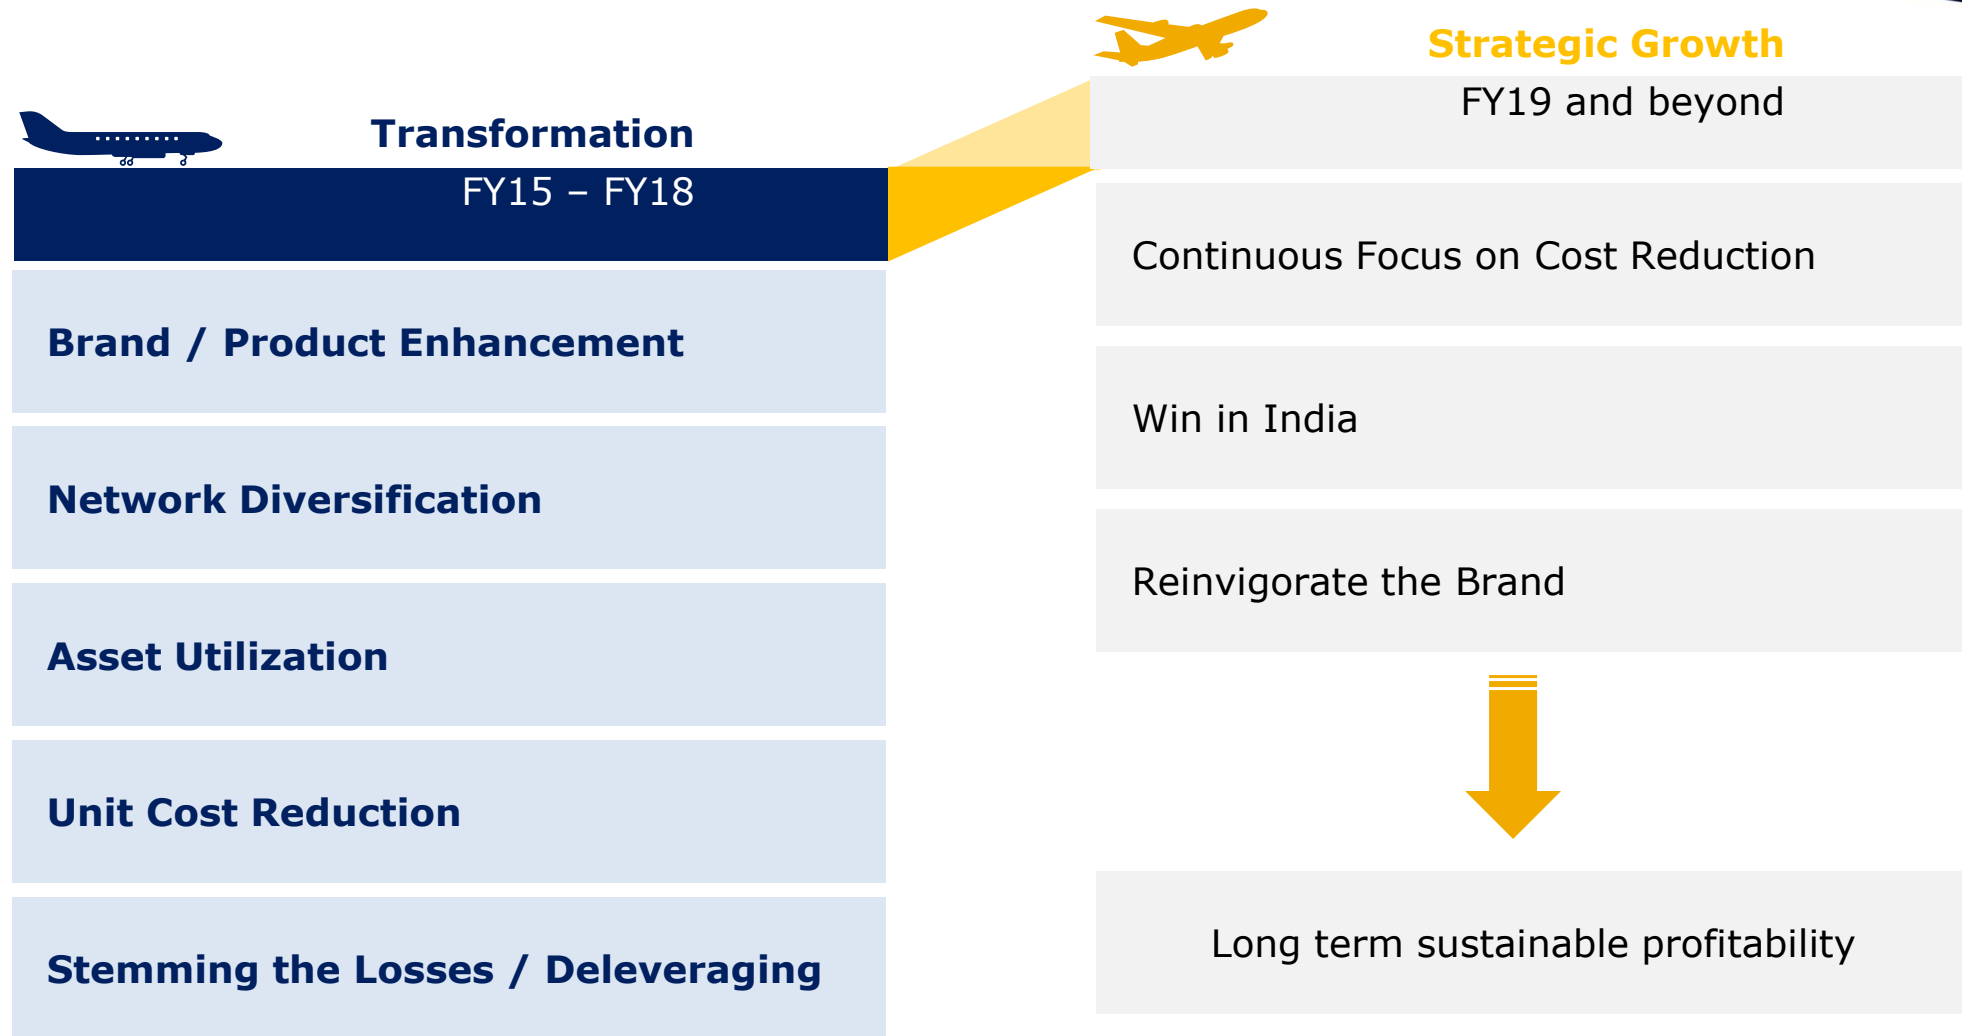 Transformation
FY15 – FY18
Brand / Product Enhancement
Network Diversification
Asset Utilization
Unit Cost Reduction
Stemming the Losses / Deleveraging
Strategic Growth
FY19 and beyond
Continuous Focus on Cost Reduction
Win in India
Reinvigorate the Brand
Long term sustainable profitability